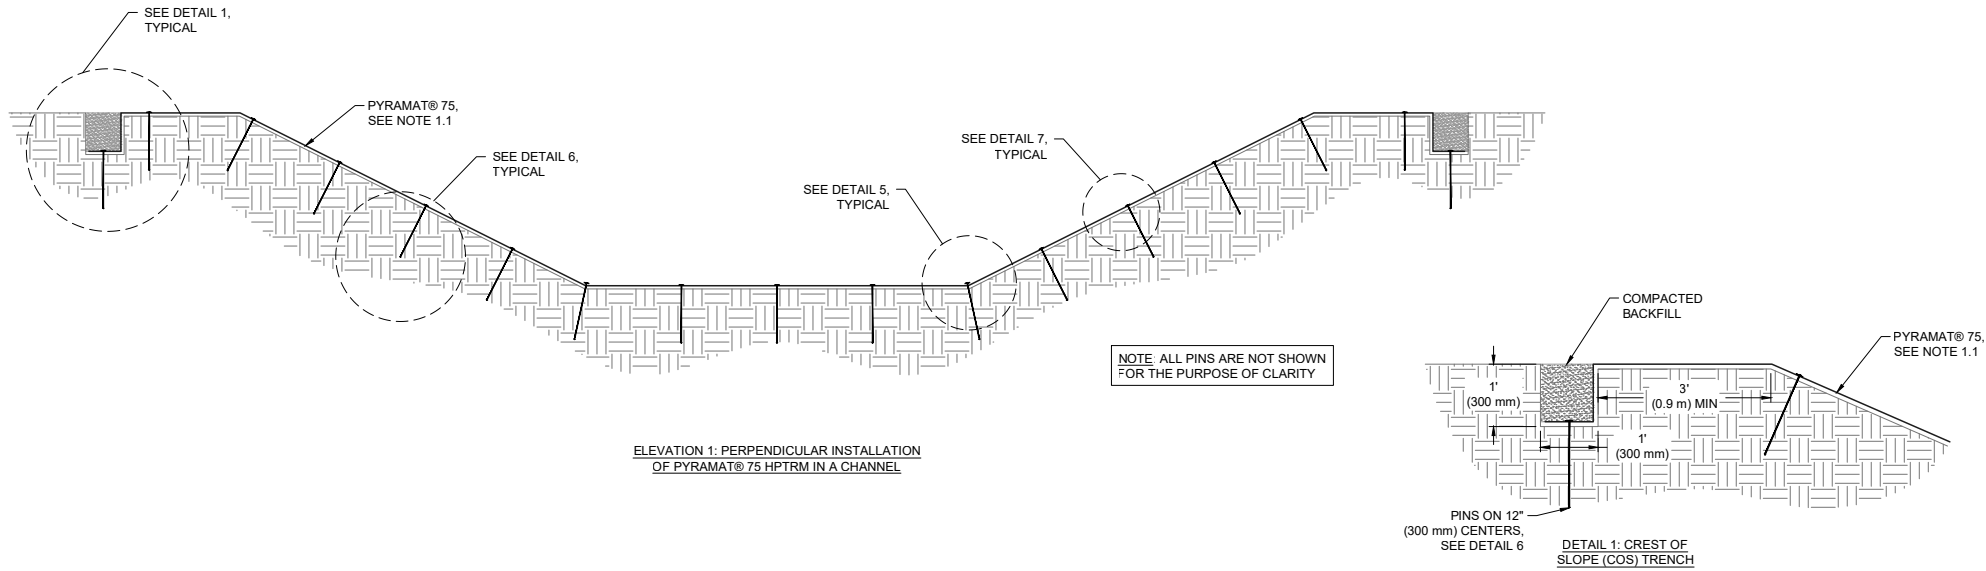 SEE DETAIL 1,
TYPICAL
PYRAMAT® 75,
SEE NOTE 1.1
SEE DETAIL 6,
TYPICAL
SEE DETAIL 7,
TYPICAL
SEE DETAIL 5,
TYPICAL
NOTE: ALL PINS ARE NOT SHOWN
FOR THE PURPOSE OF CLARITY
ELEVATION 1: PERPENDICULAR INSTALLATION
OF PYRAMAT® 75 HPTRM IN A CHANNEL
COMPACTED
BACKFILL
PYRAMAT® 75,
SEE NOTE 1.1
1'
(300 mm)
3'
(0.9 m) MIN
1'
(300 mm)
PINS ON 12"
(300 mm) CENTERS,
SEE DETAIL 6
DETAIL 1: CREST OF
SLOPE (COS) TRENCH